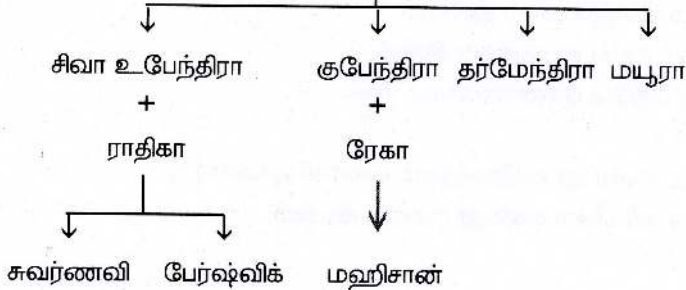 சிவா உபேந்திரா குபேந்திரா தர்மேந்திரா மயூரா
+ +
ராதிகா ரேகா
சுவர்ணவி பேர்ஷ்விக் மஹிசான்